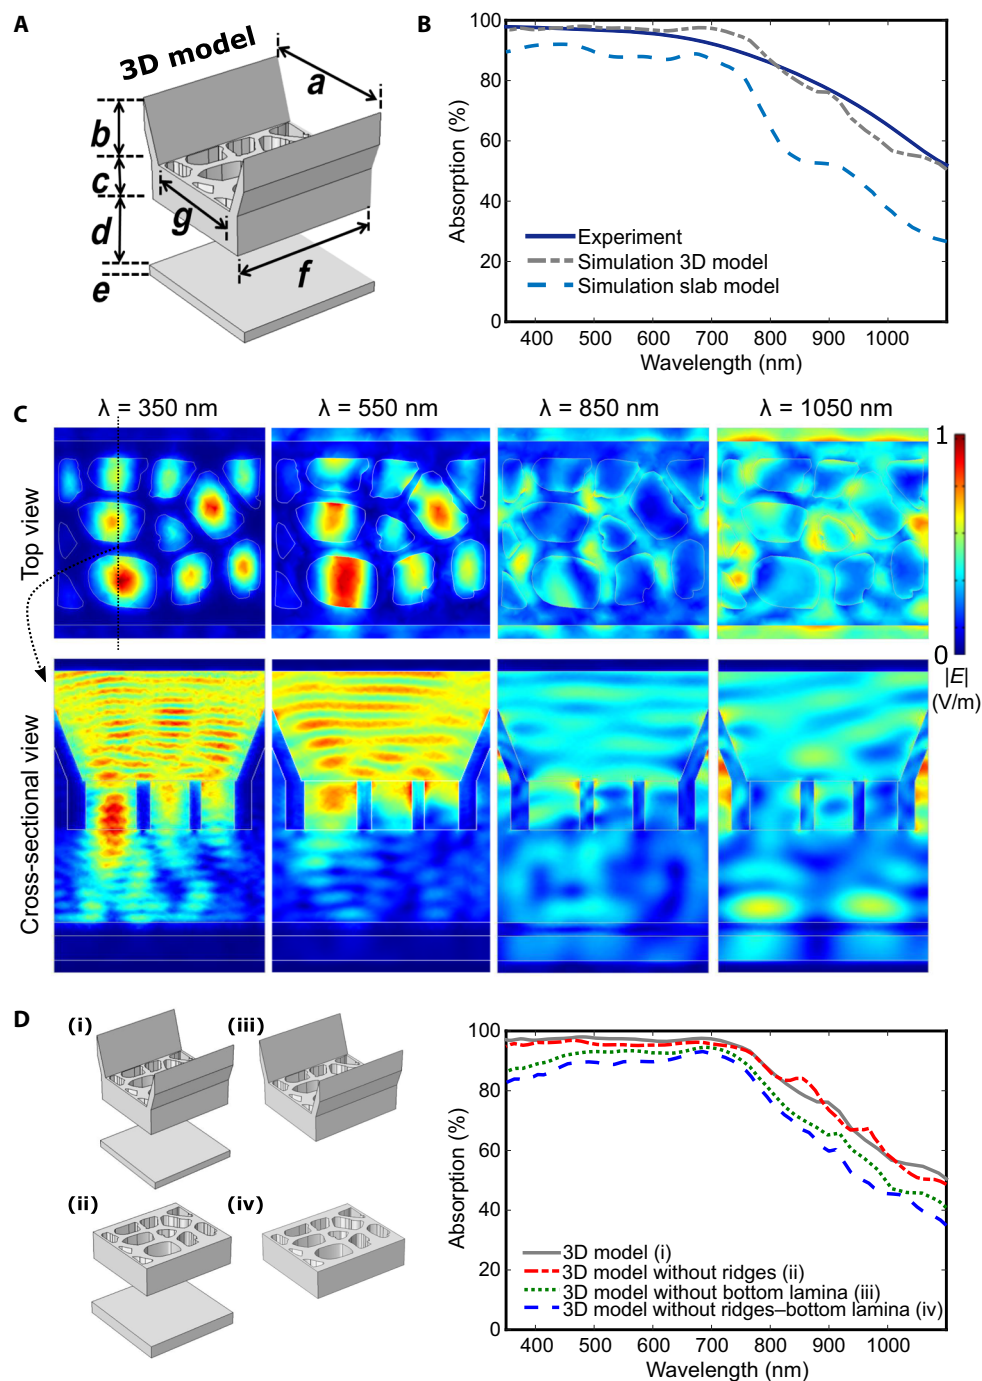 A
3D model
a
b
c
d
e
g
f
B
100
80
60
40
20
0
Absorption (%)
Experiment
Simulation 3D model
Simulation slab model
400 500 600 700 800 900 1000
Wavelength (nm)
C
λ = 350 nm λ = 550 nm λ = 850 nm λ = 1050 nm
Top view
Cross-sectional view
1
0
|E|
(V/m)
D
(i)
(iii)
(ii)
(iv)
100
80
60
40
20
0
Absorption (%)
3D model (i)
3D model without ridges (ii)
3D model without bottom lamina (iii)
3D model without ridges–bottom lamina (iv)
400 500 600 700 800 900 1000
Wavelength (nm)